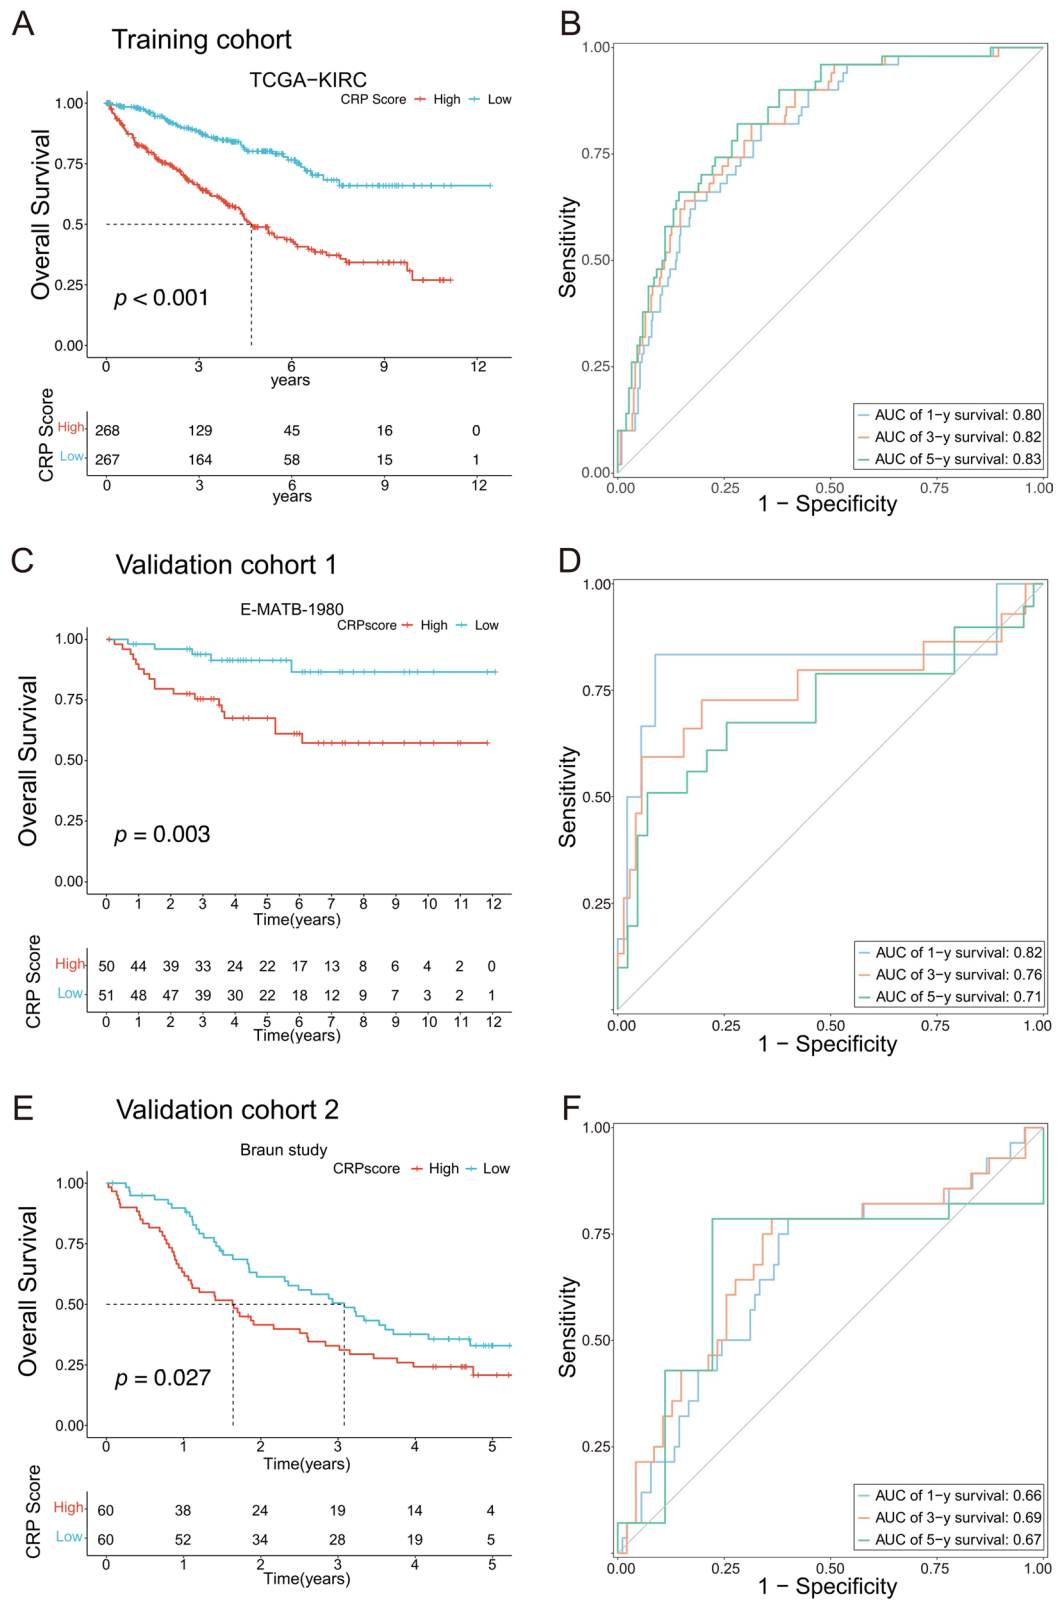 A
Training cohort
TCGA−KIRC
CRP Score High Low
Overall Survival
1.00
0.75
0.5
0.25
0.00
p < 0.001
0 3 6 9 12
years
CRP Score
High 268 129 45 16 0
Low 267 164 58 15 1
0 3 6 9 12
years
B
Sensitivity
1.00
0.75
0.50
0.25
0.00
AUC of 1−y survival: 0.80
AUC of 3−y survival: 0.82
AUC of 5−y survival: 0.83
0.00 0.25 0.50 0.75 1.00
1 − Specificity
C
Validation cohort 1
E-MATB-1980
CRPscore High Low
Overall Survival
1.00
0.75
0.50
0.25
0.00
p = 0.003
0 1 2 3 4 5 6 7 8 9 10 11 12
Time(years)
CRP Score
High 50 44 39 33 24 22 17 13 8 6 4 2 0
Low 51 48 47 39 30 22 18 12 9 7 3 2 1
0 1 2 3 4 5 6 7 8 9 10 11 12
Time(years)
D
Sensitivity
1.00
0.75
0.50
0.25
AUC of 1−y survival: 0.82
AUC of 3−y survival: 0.76
AUC of 5−y survival: 0.71
0.00 0.25 0.50 0.75 1.00
1 − Specificity
E
Validation cohort 2
Braun study
CRPscore High Low
Overall Survival
1.00
0.75
0.50
0.25
0.00
p = 0.027
0 1 2 3 4 5
Time(years)
CRP Score
High 60 38 24 19 14 4
Low 60 52 34 28 19 5
0 1 2 3 4 5
Time(years)
F
Sensitivity
1.00
0.75
0.50
0.25
AUC of 1−y survival: 0.66
AUC of 3−y survival: 0.69
AUC of 5−y survival: 0.67
0.00 0.25 0.50 0.75 1.00
1 − Specificity